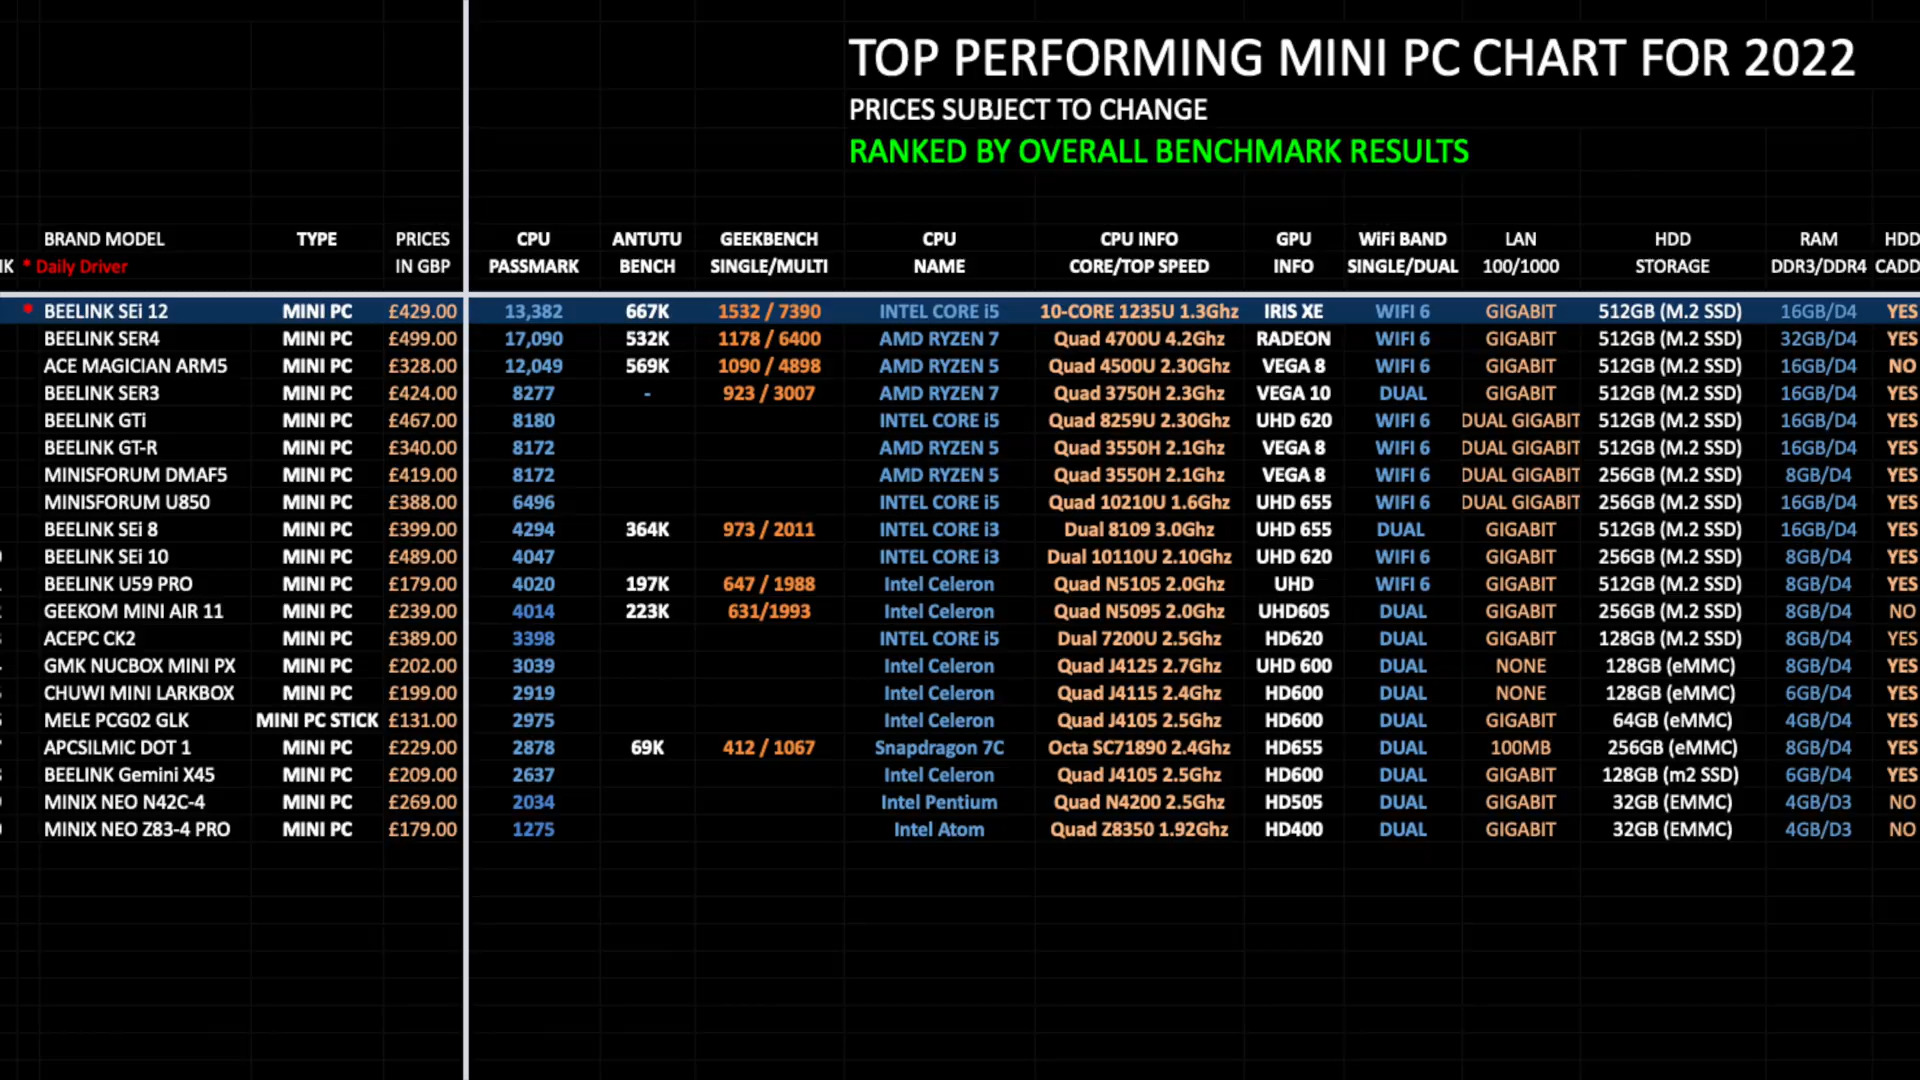 TOP PERFORMING MINI PC CHART FOR 2022
PRICES SUBJECT TO CHANGE
RANKED BY OVERALL BENCHMARK RESULTS
BRAND MODEL TYPE PRICES CPU ANTUTU GEEKBENCH CPU CPU INFO GPU WiFi BAND LAN HDD RAM HDD
K * Daily Driver IN GBP PASSMARK BENCH SINGLE/MULTI NAME CORE/TOP SPEED INFO SINGLE/DUAL 100/1000 STORAGE DDR3/DDR4 CADD
* BEELINK SEi 12 MINI PC £429.00 13,382 667K 1532 / 7390 INTEL CORE i5 10-CORE 1235U 1.3Ghz IRIS XE WIFI 6 GIGABIT 512GB (M.2 SSD) 16GB/D4 YES
BEELINK SER4 MINI PC £499.00 17,090 532K 1178 / 6400 AMD RYZEN 7 Quad 4700U 4.2Ghz RADEON WIFI 6 GIGABIT 512GB (M.2 SSD) 32GB/D4 YES
ACE MAGICIAN ARM5 MINI PC £328.00 12,049 569K 1090 / 4898 AMD RYZEN 5 Quad 4500U 2.30Ghz VEGA 8 WIFI 6 GIGABIT 512GB (M.2 SSD) 16GB/D4 NO
BEELINK SER3 MINI PC £424.00 8277 - 923 / 3007 AMD RYZEN 7 Quad 3750H 2.3Ghz VEGA 10 DUAL GIGABIT 512GB (M.2 SSD) 16GB/D4 YES
BEELINK GTi MINI PC £467.00 8180 INTEL CORE i5 Quad 8259U 2.30Ghz UHD 620 WIFI 6 DUAL GIGABIT 512GB (M.2 SSD) 16GB/D4 YES
BEELINK GT-R MINI PC £340.00 8172 AMD RYZEN 5 Quad 3550H 2.1Ghz VEGA 8 WIFI 6 DUAL GIGABIT 512GB (M.2 SSD) 16GB/D4 YES
MINISFORUM DMAF5 MINI PC £419.00 8172 AMD RYZEN 5 Quad 3550H 2.1Ghz VEGA 8 WIFI 6 DUAL GIGABIT 256GB (M.2 SSD) 8GB/D4 YES
MINISFORUM U850 MINI PC £388.00 6496 INTEL CORE i5 Quad 10210U 1.6Ghz UHD 655 WIFI 6 DUAL GIGABIT 256GB (M.2 SSD) 16GB/D4 YES
BEELINK SEi 8 MINI PC £399.00 4294 364K 973 / 2011 INTEL CORE i3 Dual 8109 3.0Ghz UHD 655 DUAL GIGABIT 512GB (M.2 SSD) 16GB/D4 YES
BEELINK SEi 10 MINI PC £489.00 4047 INTEL CORE i3 Dual 10110U 2.10Ghz UHD 620 WIFI 6 GIGABIT 256GB (M.2 SSD) 8GB/D4 YES
BEELINK U59 PRO MINI PC £179.00 4020 197K 647 / 1988 Intel Celeron Quad N5105 2.0Ghz UHD WIFI 6 GIGABIT 512GB (M.2 SSD) 8GB/D4 YES
GEEKOM MINI AIR 11 MINI PC £239.00 4014 223K 631/1993 Intel Celeron Quad N5095 2.0Ghz UHD605 DUAL GIGABIT 256GB (M.2 SSD) 8GB/D4 NO
ACEPC CK2 MINI PC £389.00 3398 INTEL CORE i5 Dual 7200U 2.5Ghz HD620 DUAL GIGABIT 128GB (M.2 SSD) 8GB/D4 YES
GMK NUCBOX MINI PX MINI PC £202.00 3039 Intel Celeron Quad J4125 2.7Ghz UHD 600 DUAL NONE 128GB (eMMC) 8GB/D4 YES
CHUWI MINI LARKBOX MINI PC £199.00 2919 Intel Celeron Quad J4115 2.4Ghz HD600 DUAL NONE 128GB (eMMC) 6GB/D4 YES
MELE PCG02 GLK MINI PC STICK £131.00 2975 Intel Celeron Quad J4105 2.5Ghz HD600 DUAL GIGABIT 64GB (eMMC) 4GB/D4 YES
APCSILMIC DOT 1 MINI PC £229.00 2878 69K 412 / 1067 Snapdragon 7C Octa SC71890 2.4Ghz HD655 DUAL 100MB 256GB (eMMC) 8GB/D4 YES
BEELINK Gemini X45 MINI PC £209.00 2637 Intel Celeron Quad J4105 2.5Ghz HD600 DUAL GIGABIT 128GB (m2 SSD) 6GB/D4 YES
MINIX NEO N42C-4 MINI PC £269.00 2034 Intel Pentium Quad N4200 2.5Ghz HD505 DUAL GIGABIT 32GB (EMMC) 4GB/D3 NO
MINIX NEO Z83-4 PRO MINI PC £179.00 1275 Intel Atom Quad Z8350 1.92Ghz HD400 DUAL GIGABIT 32GB (EMMC) 4GB/D3 NO